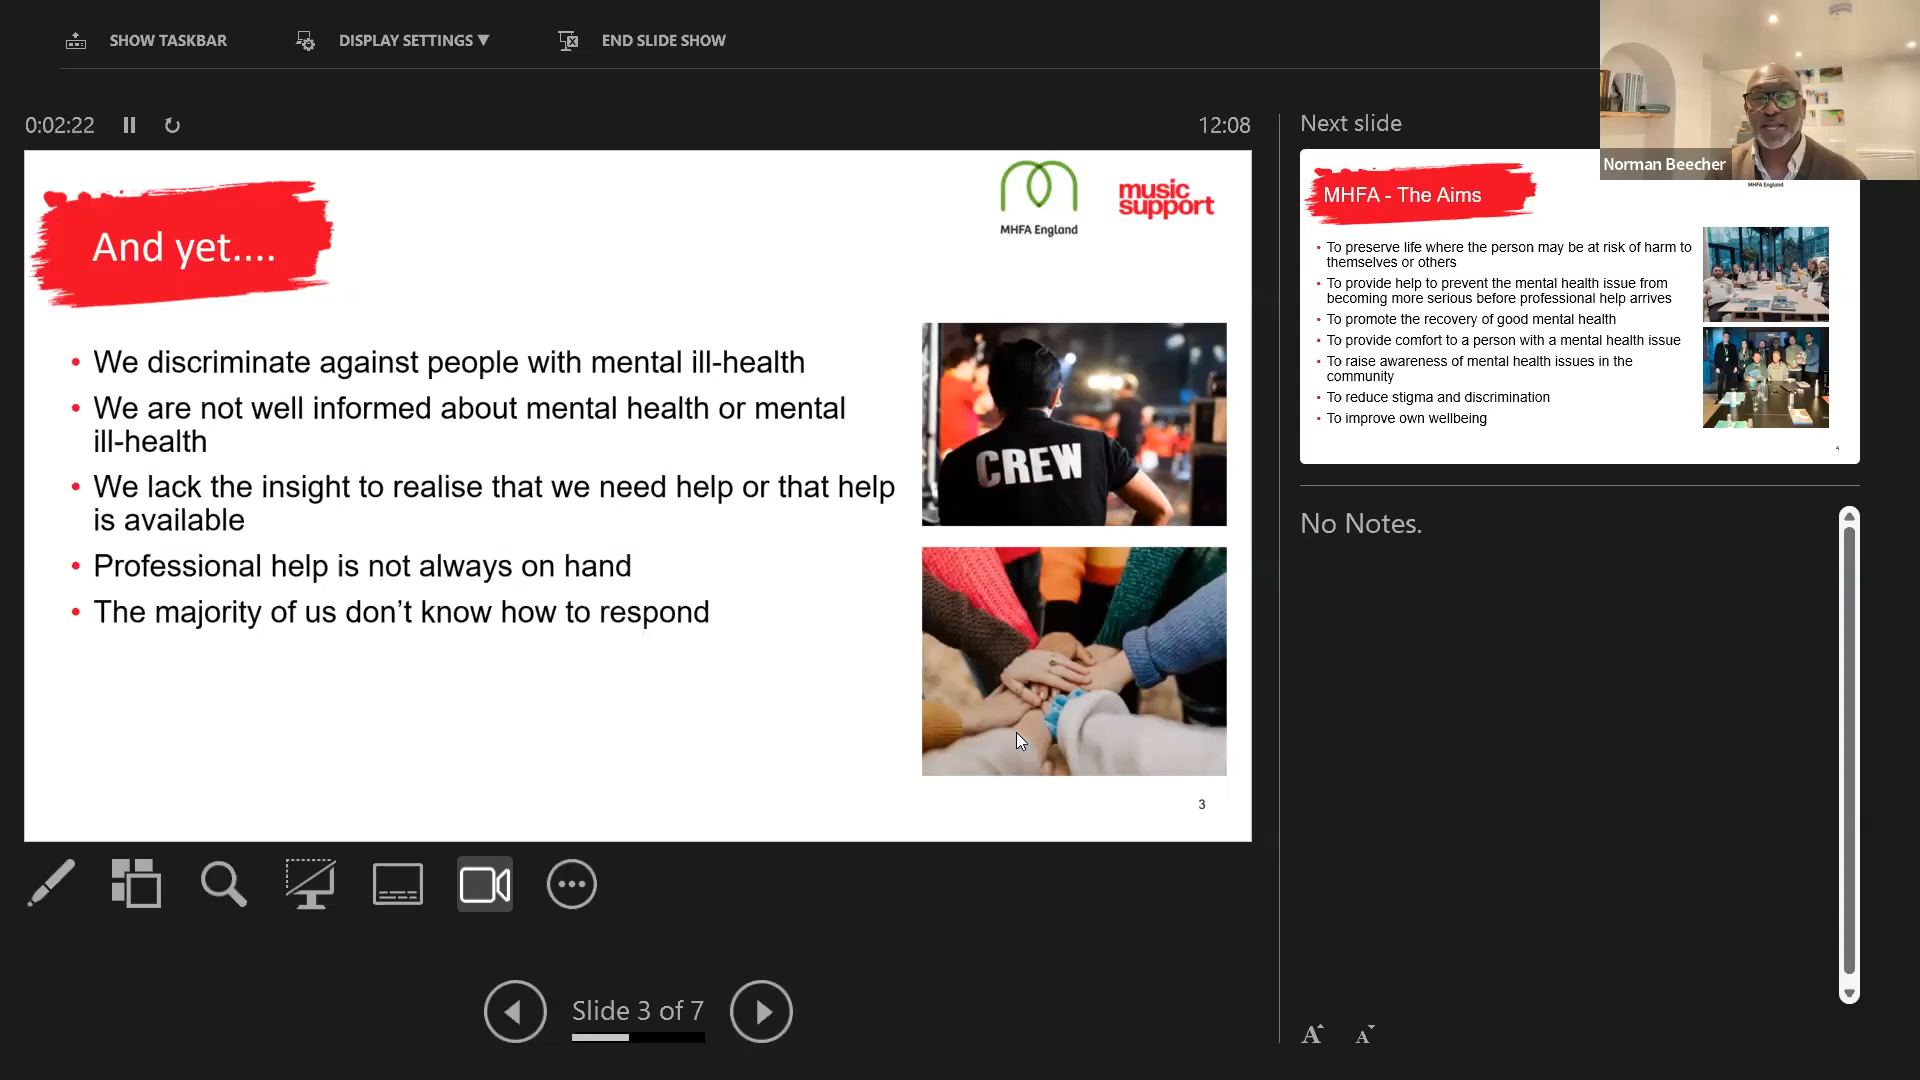 SHOW TASKBAR
DISPLAY SETTINGS ▼
END SLIDE SHOW
0:02:22
12:08
And yet....
MHFA England
music
support
• We discriminate against people with mental ill-health
• We are not well informed about mental health or mental
ill-health
• We lack the insight to realise that we need help or that help
is available
• Professional help is not always on hand
• The majority of us don’t know how to respond
CREW
3
Slide 3 of 7
Next slide
Norman Beecher
MHFA - The Aims
MHFA England
• To preserve life where the person may be at risk of harm to
themselves or others
• To provide help to prevent the mental health issue from
becoming more serious before professional help arrives
• To promote the recovery of good mental health
• To provide comfort to a person with a mental health issue
• To raise awareness of mental health issues in the
community
• To reduce stigma and discrimination
• To improve own wellbeing
4
No Notes.
A A